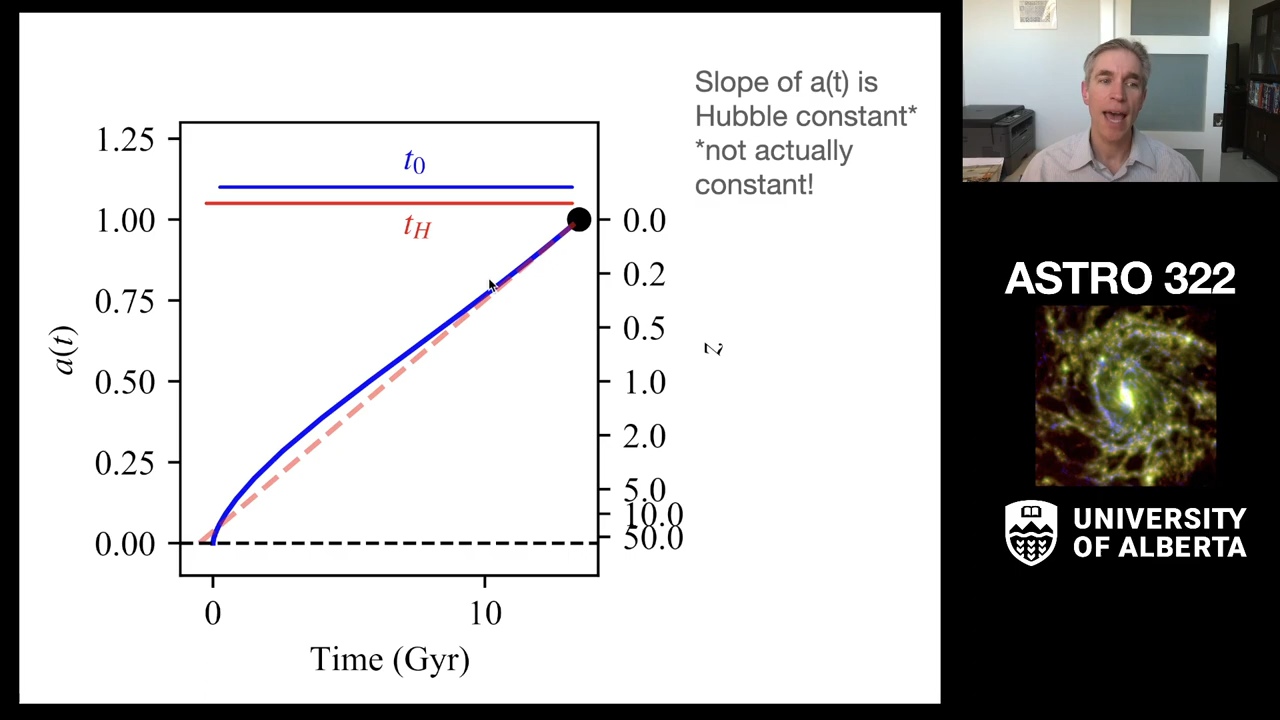 Slope of a(t) is
Hubble constant*
*not actually
constant!
1.25
1.00
0.75
0.50
0.25
0.00
a(t)
t0
tH
0.0
0.2
0.5
1.0
2.0
5.0
10.0
50.0
z
0
10
Time (Gyr)
ASTRO 322
UNIVERSITY
OF ALBERTA